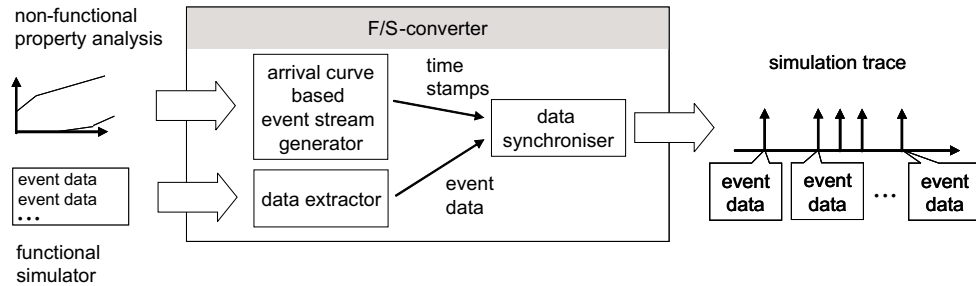 non-functional
property analysis
event data
event data
...
functional
simulator
F/S-converter
arrival curve
based
event stream
generator
data extractor
time
stamps
event
data
data
synchroniser
simulation trace
event
data
event
data
...
event
data